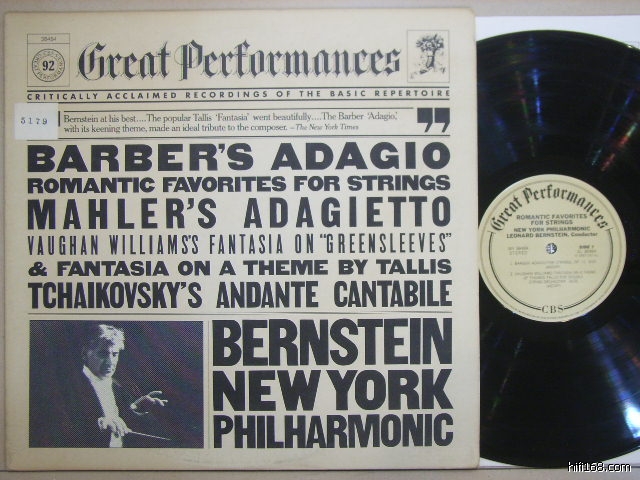 38484
92
Great Performances
CRITICALLY ACCLAIMED RECORDINGS OF THE BASIC REPERTOIRE
5179
Bernstein at his best....The popular Tallis 'Fantasia' went beautifully....The Barber 'Adagio,'
with its keening theme, made an ideal tribute to the composer. –The New York Times
BARBER'S ADAGIO
ROMANTIC FAVORITES FOR STRINGS
MAHLER'S ADAGIETTO
VAUGHAN WILLIAMS'S FANTASIA ON "GREENSLEEVES"
& FANTASIA ON A THEME BY TALLIS
TCHAIKOVSKY'S ANDANTE CANTABILE
BERNSTEIN
NEW YORK
PHILHARMONIC
Great Performances
ROMANTIC FAVORITES
FOR STRINGS
NEW YORK PHILHARMONIC
LEONARD BERNSTEIN, Conductor
STEREO
SIDE 1
CBS
hifi168.com